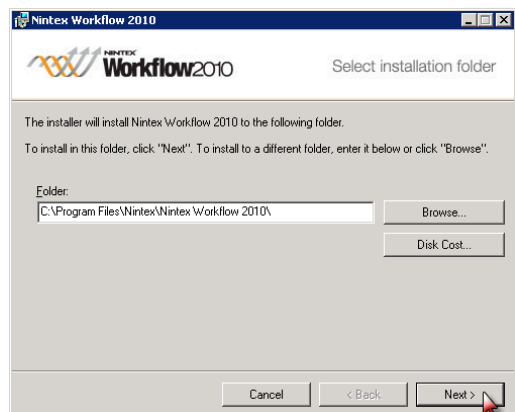 Nintex Workflow 2010
NINTEX
Workflow2010
Select installation folder
The installer will install Nintex Workflow 2010 to the following folder.
To install in this folder, click "Next". To install to a different folder, enter it below or click "Browse".
Folder:
C:\Program Files\Nintex\Nintex Workflow 2010\
Browse...
Disk Cost...
Cancel
< Back
Next >